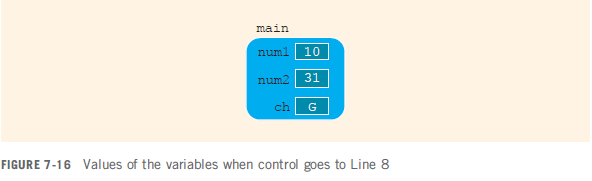 main
num1 10
num2 31
ch G
FIGURE 7-16 Values of the variables when control goes to Line 8